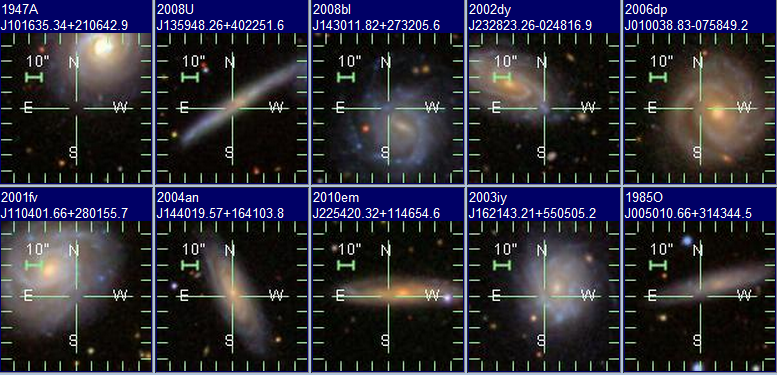 1947A
J101635.34+210642.9
10"
N
E
W
S
2008U
J135948.26+402251.6
10"
N
E
W
S
2008bl
J143011.82+273205.6
10"
N
E
W
S
2002dy
J232823.26-024816.9
10"
N
E
W
S
2006dp
J010038.83-075849.2
10"
N
E
W
S
2001fv
J110401.66+280155.7
10"
N
E
W
S
2004an
J144019.57+164103.8
10"
N
E
W
S
2010em
J225420.32+114654.6
10"
N
E
W
S
2003iy
J162143.21+550505.2
10"
N
E
W
S
1985O
J005010.66+314344.5
10"
N
E
W
S